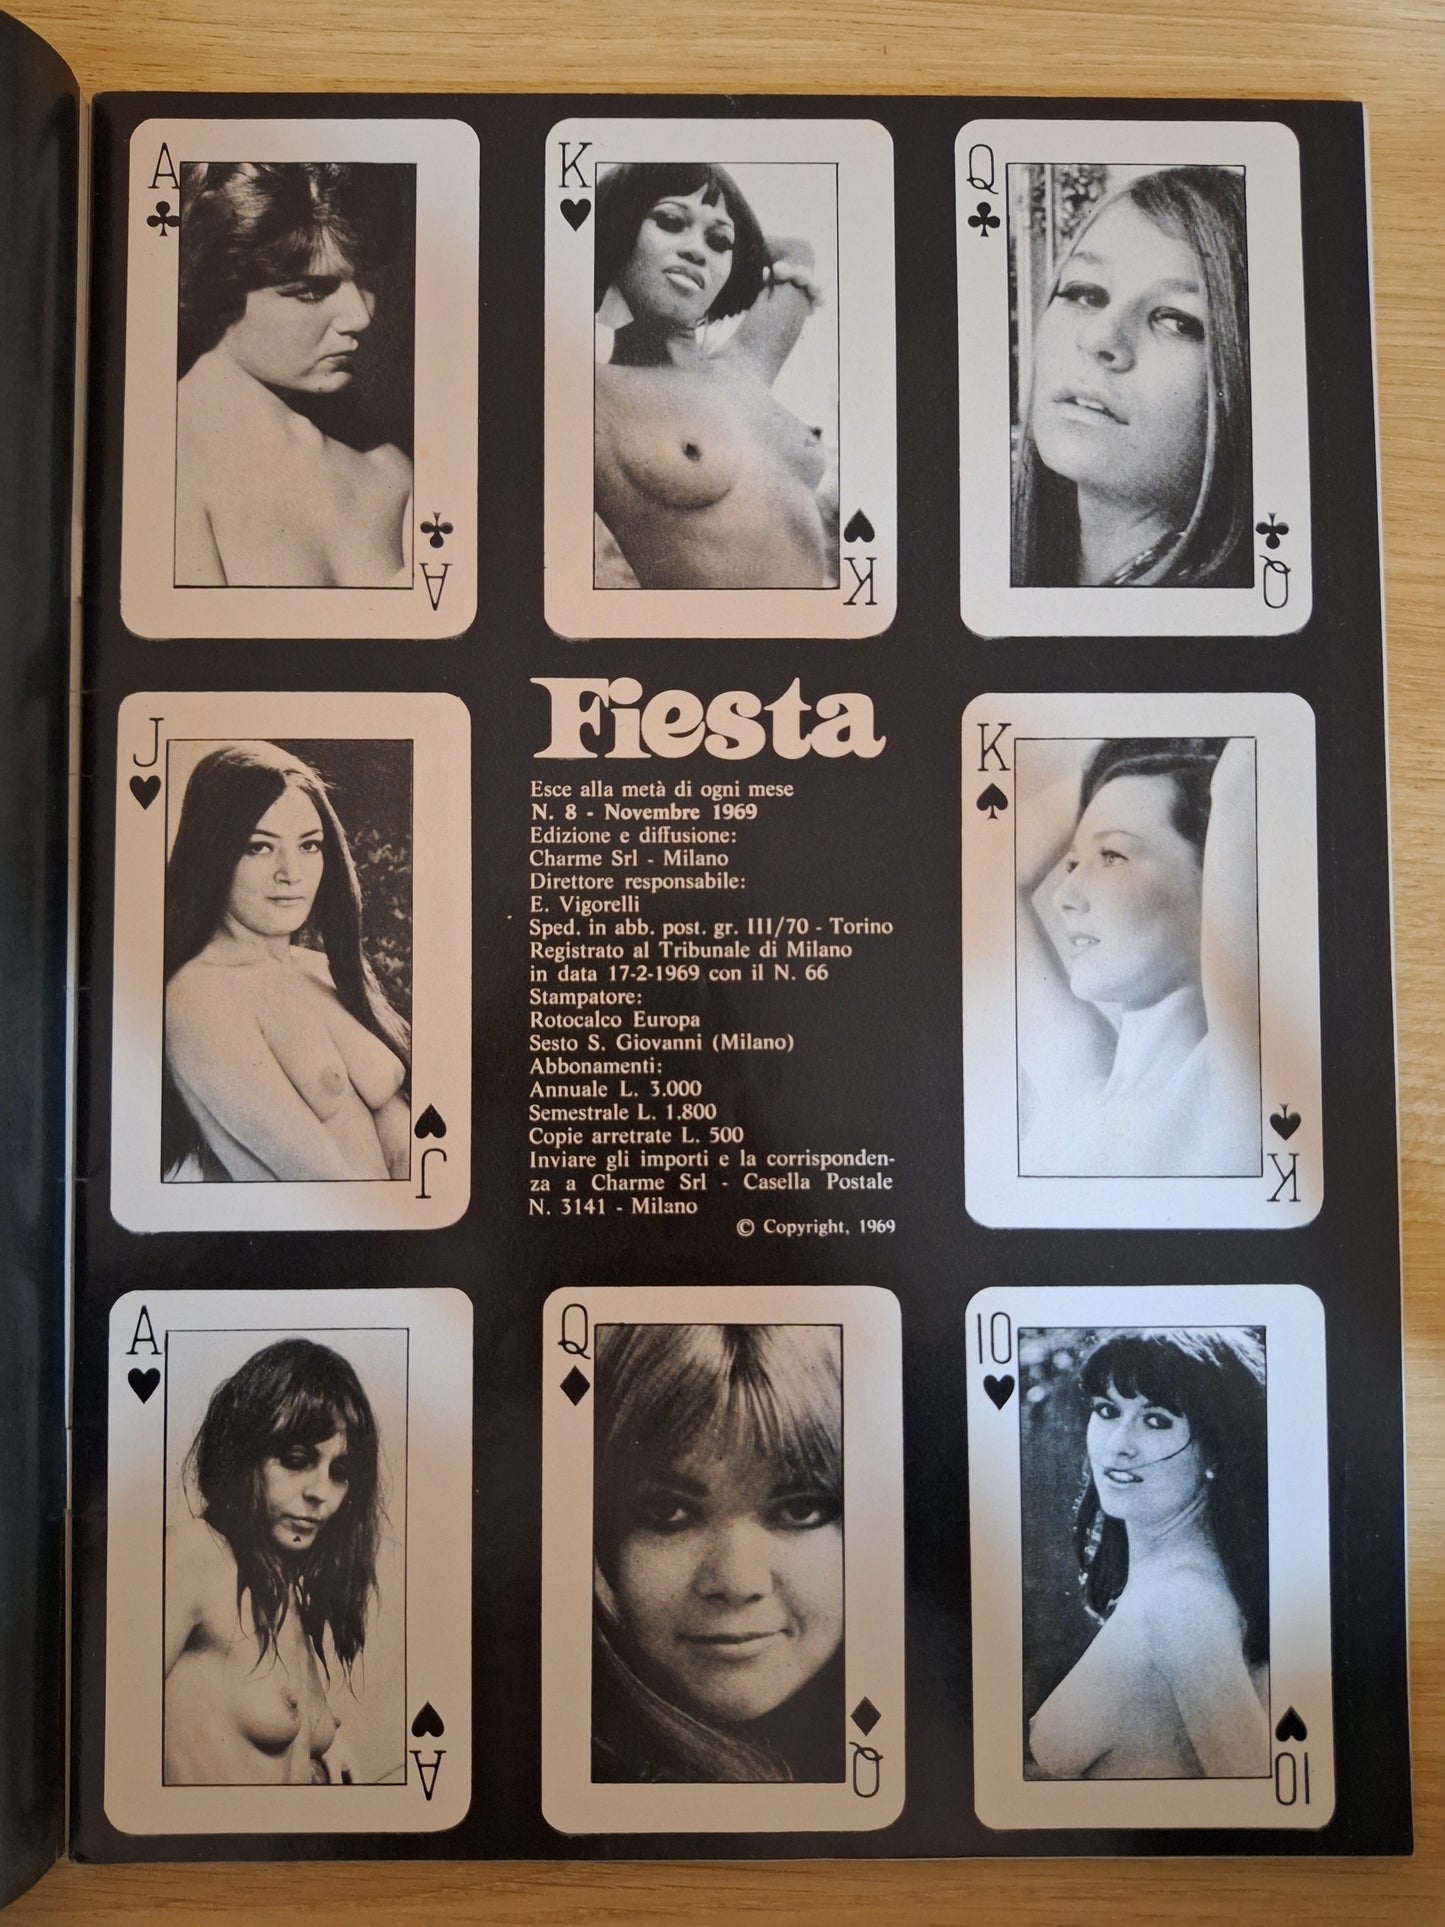 A
K
Q
A
K
Q
Fiesta
J
K
Esce alla metà di ogni mese
N. 8 - Novembre 1969
Edizione e diffusione:
Charme Srl - Milano
Direttore responsabile:
E. Vigorelli
Sped. in abb. post. gr. III/70 - Torino
Registrato al Tribunale di Milano
in data 17-2-1969 con il N. 66
Stampatore:
Rotocalco Europa
Sesto S. Giovanni (Milano)
Abbonamenti:
Annuale L. 3.000
Semestrale L. 1.800
Copie arretrate L. 500
Inviare gli importi e la corrisponden-
za a Charme Srl - Casella Postale
N. 3141 - Milano
© Copyright, 1969
J
K
A
Q
10
A
Q
10